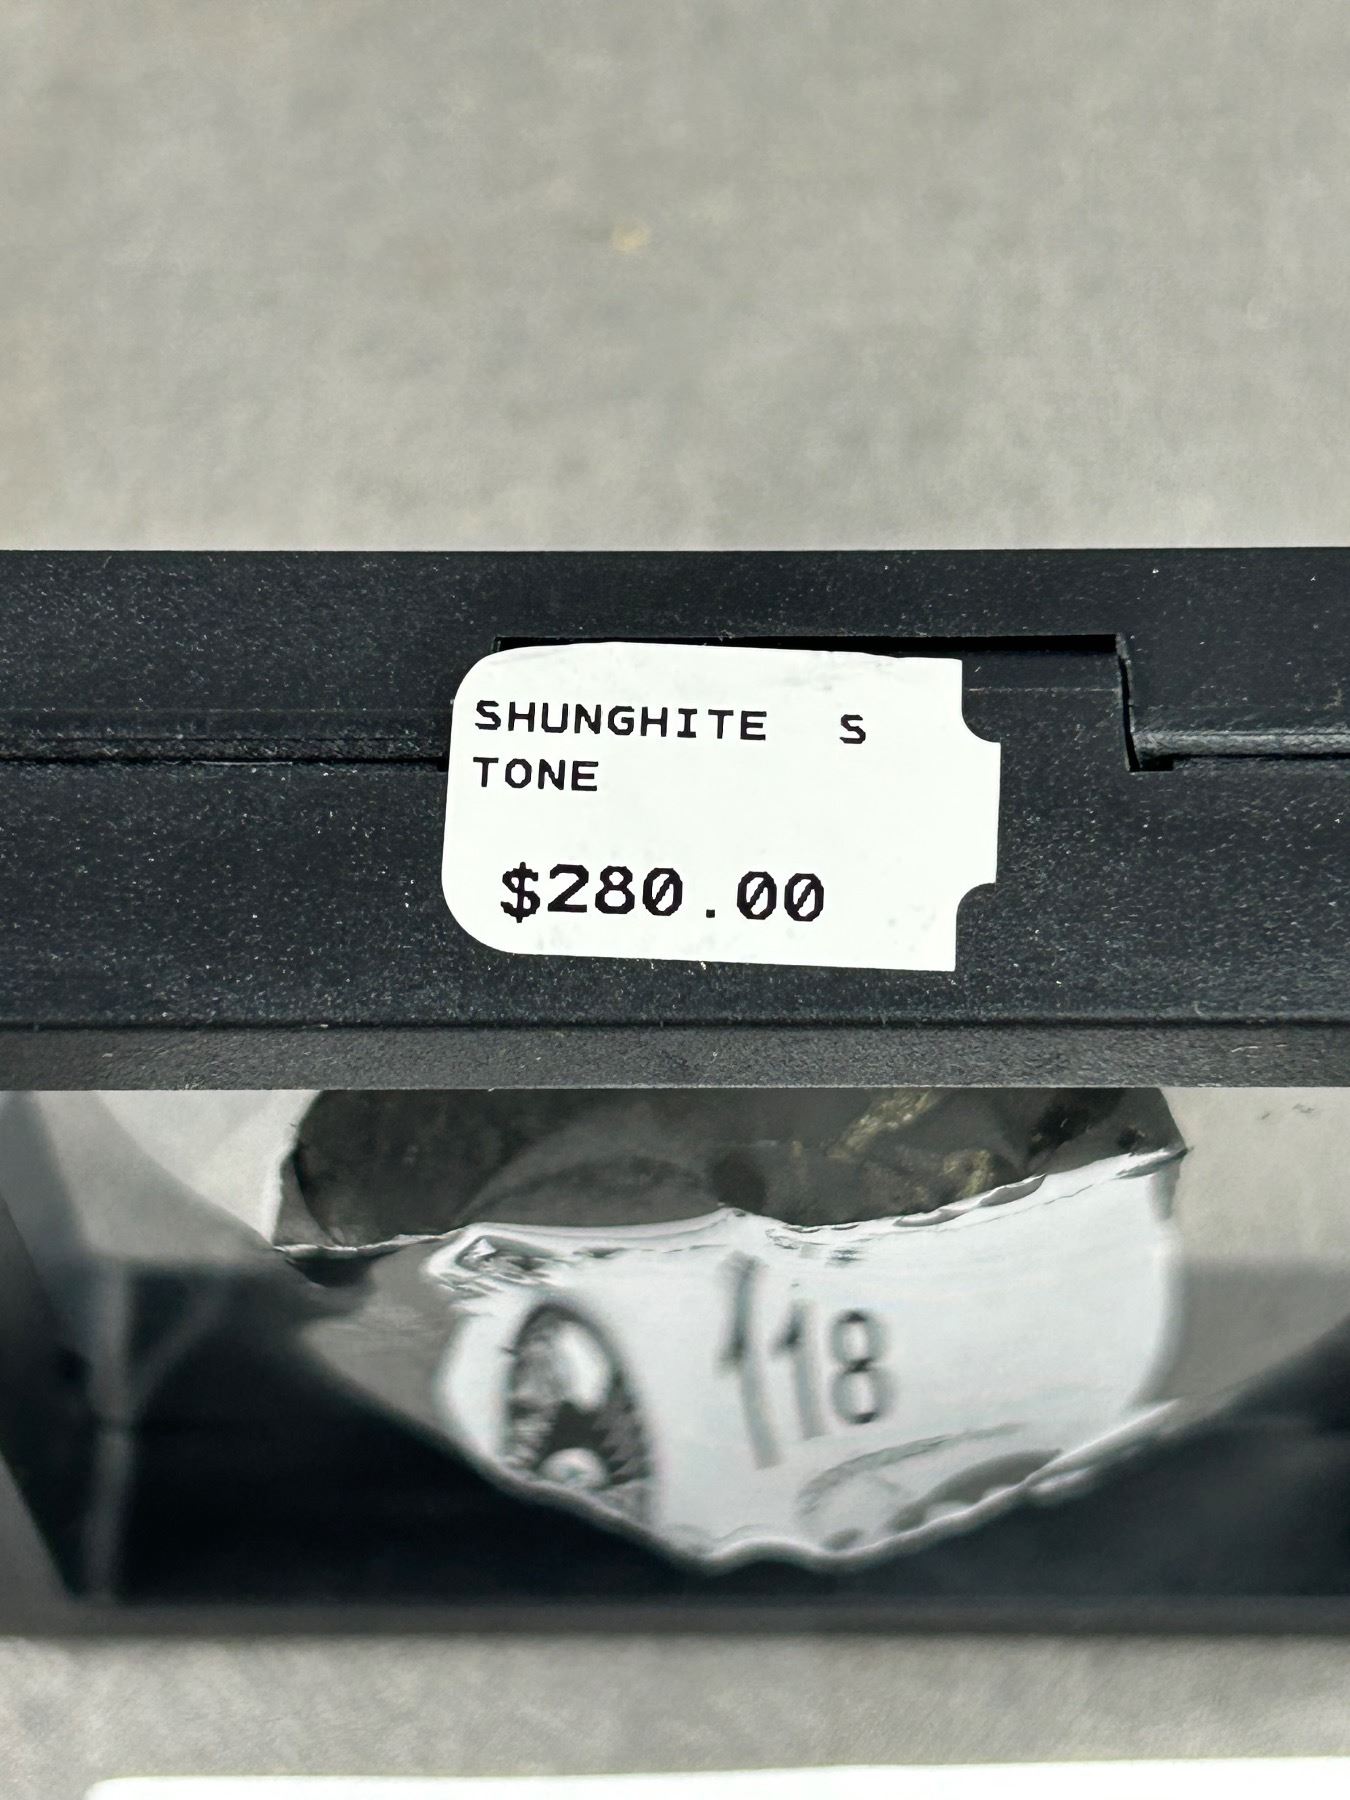 SHUNGHITE  S
TONE
$280.00
118